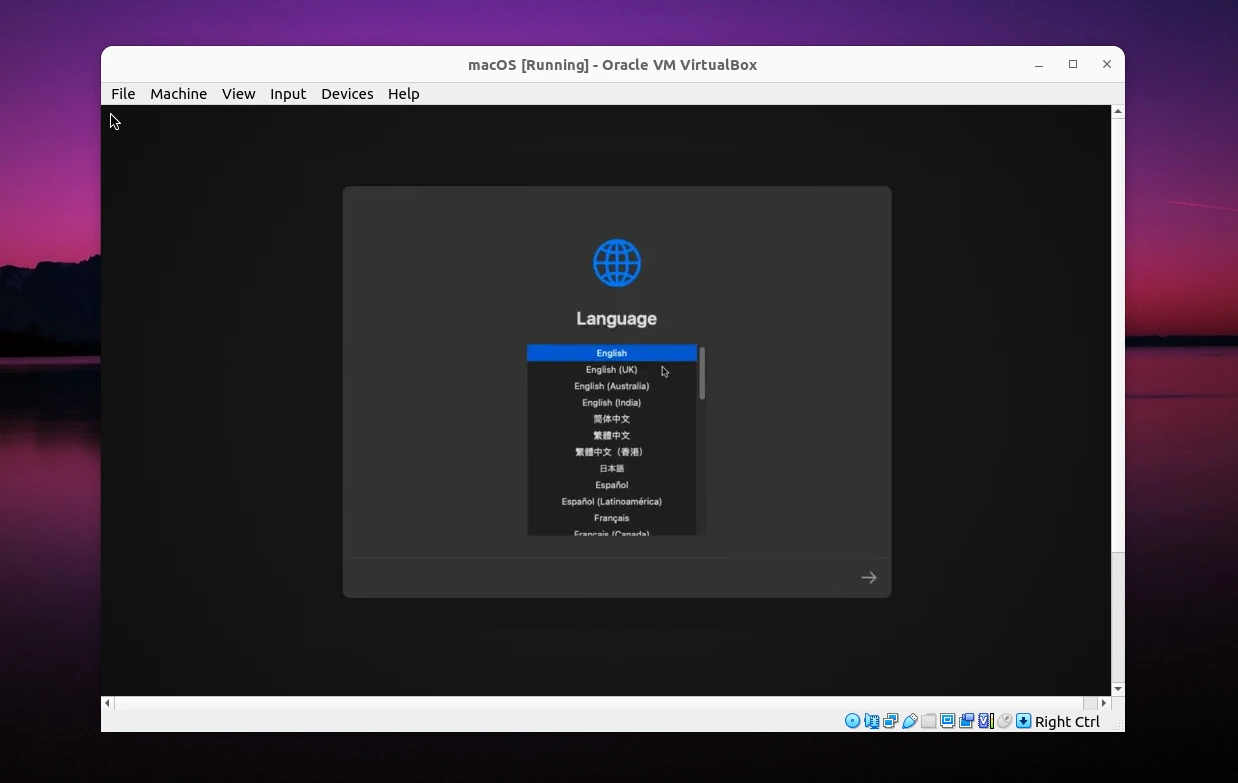 macOS [Running] - Oracle VM VirtualBox
File Machine View Input Devices Help
Language
English
English (UK)
English (Australia)
English (India)
简体中文
繁體中文
繁體中文（香港）
日本語
Español
Español (Latinoamérica)
Français
Français (Canada)
Right Ctrl